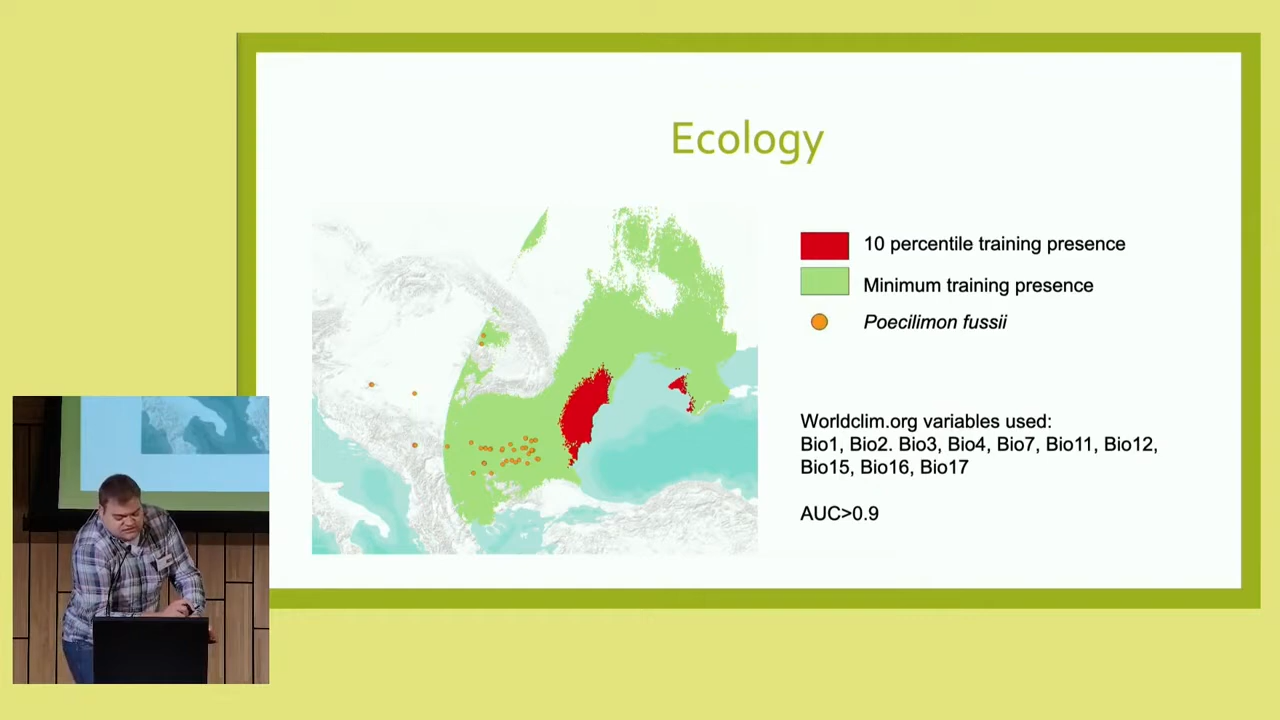 Ecology
10 percentile training presence
Minimum training presence
Poecilimon fussii
Worldclim.org variables used:
Bio1, Bio2. Bio3, Bio4, Bio7, Bio11, Bio12,
Bio15, Bio16, Bio17
AUC>0.9